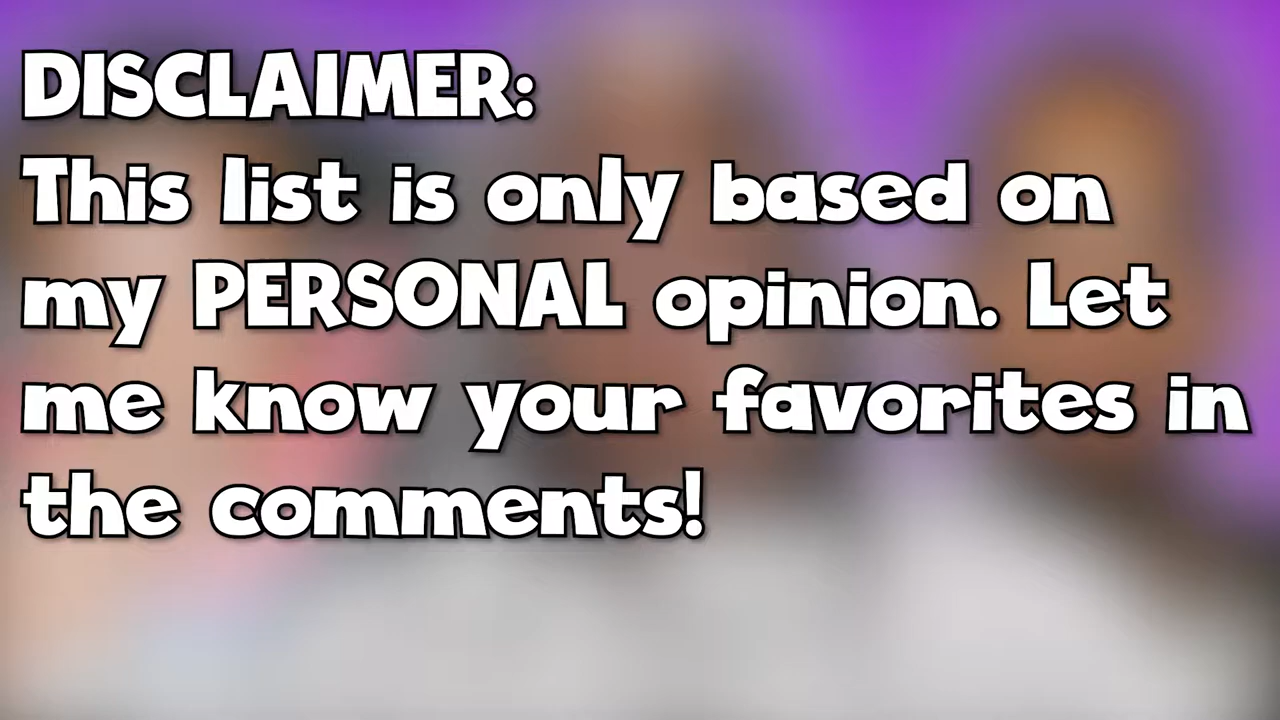 DISCLAIMER:
This list is only based on
my PERSONAL opinion. Let
me know your favorites in
the comments!